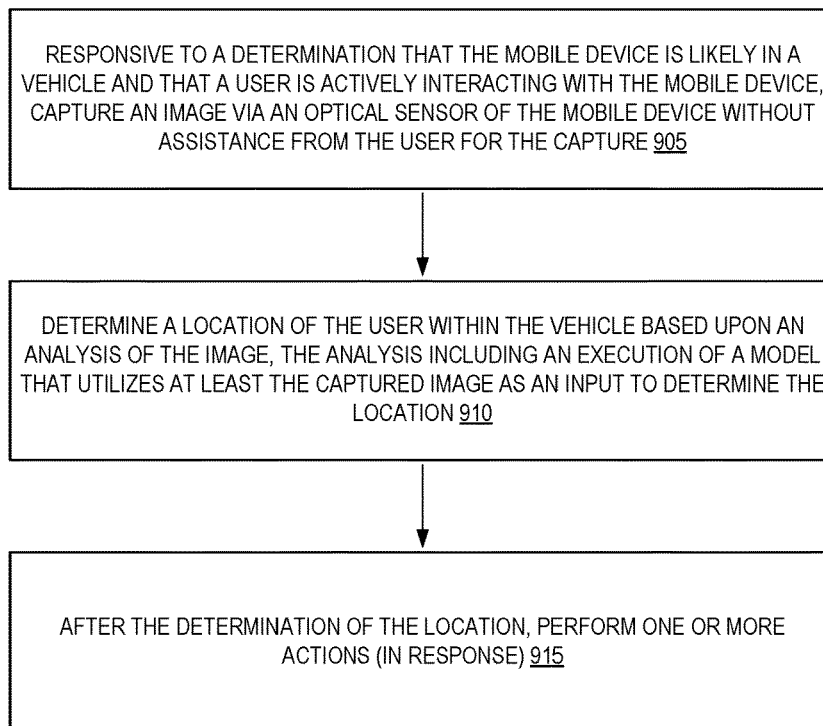 RESPONSIVE TO A DETERMINATION THAT THE MOBILE DEVICE IS LIKELY IN A
VEHICLE AND THAT A USER IS ACTIVELY INTERACTING WITH THE MOBILE DEVICE,
CAPTURE AN IMAGE VIA AN OPTICAL SENSOR OF THE MOBILE DEVICE WITHOUT
ASSISTANCE FROM THE USER FOR THE CAPTURE 905
DETERMINE A LOCATION OF THE USER WITHIN THE VEHICLE BASED UPON AN
ANALYSIS OF THE IMAGE, THE ANALYSIS INCLUDING AN EXECUTION OF A MODEL
THAT UTILIZES AT LEAST THE CAPTURED IMAGE AS AN INPUT TO DETERMINE THE
LOCATION 910
AFTER THE DETERMINATION OF THE LOCATION, PERFORM ONE OR MORE
ACTIONS (IN RESPONSE) 915